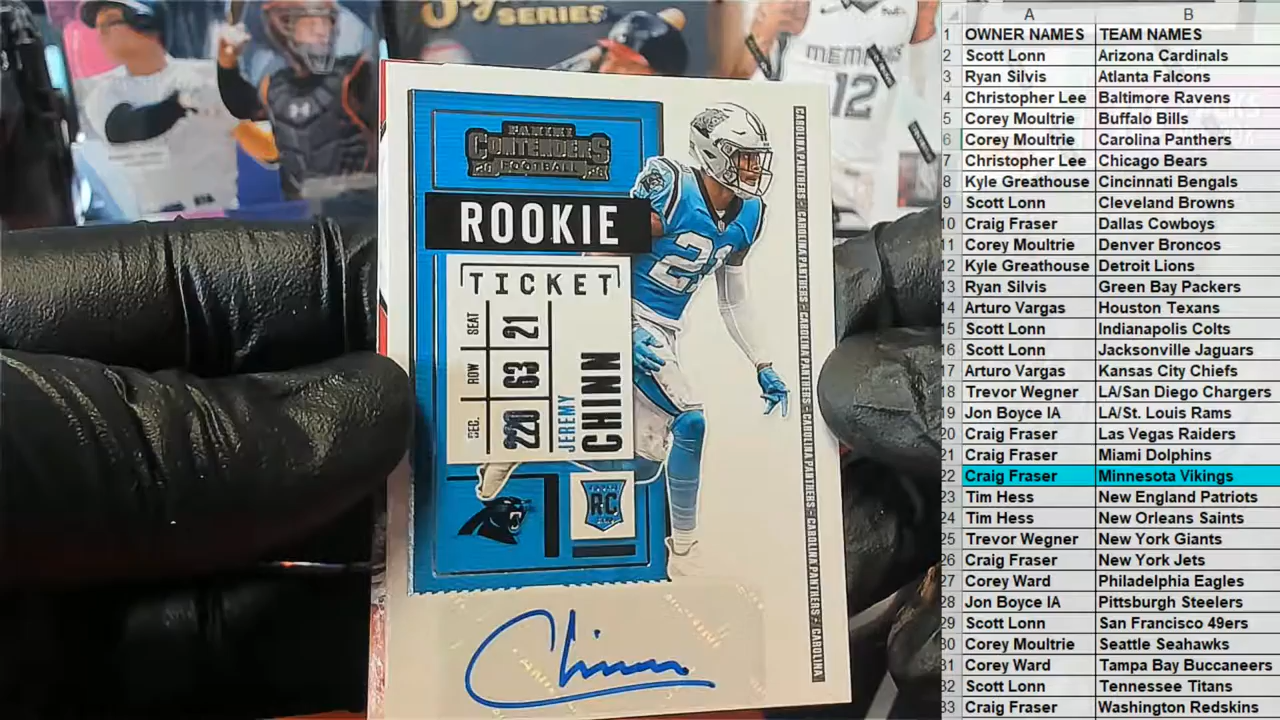 SERIES
MEMPHIS
12
PANINI
CONTENDERS
FOOTBALL
ROOKIE
TICKET
SEAT 21
ROW 63
SEC. 220
JEREMY
CHINN
21
RC
Chinn
CAROLINA PANTHERS • CAROLINA PANTHERS • CAROLINA PANTHERS • CAROLINA PANTHERS • CAROLINA
A B
1 OWNER NAMES TEAM NAMES
2 Scott Lonn Arizona Cardinals
3 Ryan Silvis Atlanta Falcons
4 Christopher Lee Baltimore Ravens
5 Corey Moultrie Buffalo Bills
6 Corey Moultrie Carolina Panthers
7 Christopher Lee Chicago Bears
8 Kyle Greathouse Cincinnati Bengals
9 Scott Lonn Cleveland Browns
10 Craig Fraser Dallas Cowboys
11 Corey Moultrie Denver Broncos
12 Kyle Greathouse Detroit Lions
13 Ryan Silvis Green Bay Packers
14 Arturo Vargas Houston Texans
15 Scott Lonn Indianapolis Colts
16 Scott Lonn Jacksonville Jaguars
17 Arturo Vargas Kansas City Chiefs
18 Trevor Wegner LA/San Diego Chargers
19 Jon Boyce IA LA/St. Louis Rams
20 Craig Fraser Las Vegas Raiders
21 Craig Fraser Miami Dolphins
22 Craig Fraser Minnesota Vikings
23 Tim Hess New England Patriots
24 Tim Hess New Orleans Saints
25 Trevor Wegner New York Giants
26 Craig Fraser New York Jets
27 Corey Ward Philadelphia Eagles
28 Jon Boyce IA Pittsburgh Steelers
29 Scott Lonn San Francisco 49ers
30 Corey Moultrie Seattle Seahawks
31 Corey Ward Tampa Bay Buccaneers
32 Scott Lonn Tennessee Titans
33 Craig Fraser Washington Redskins